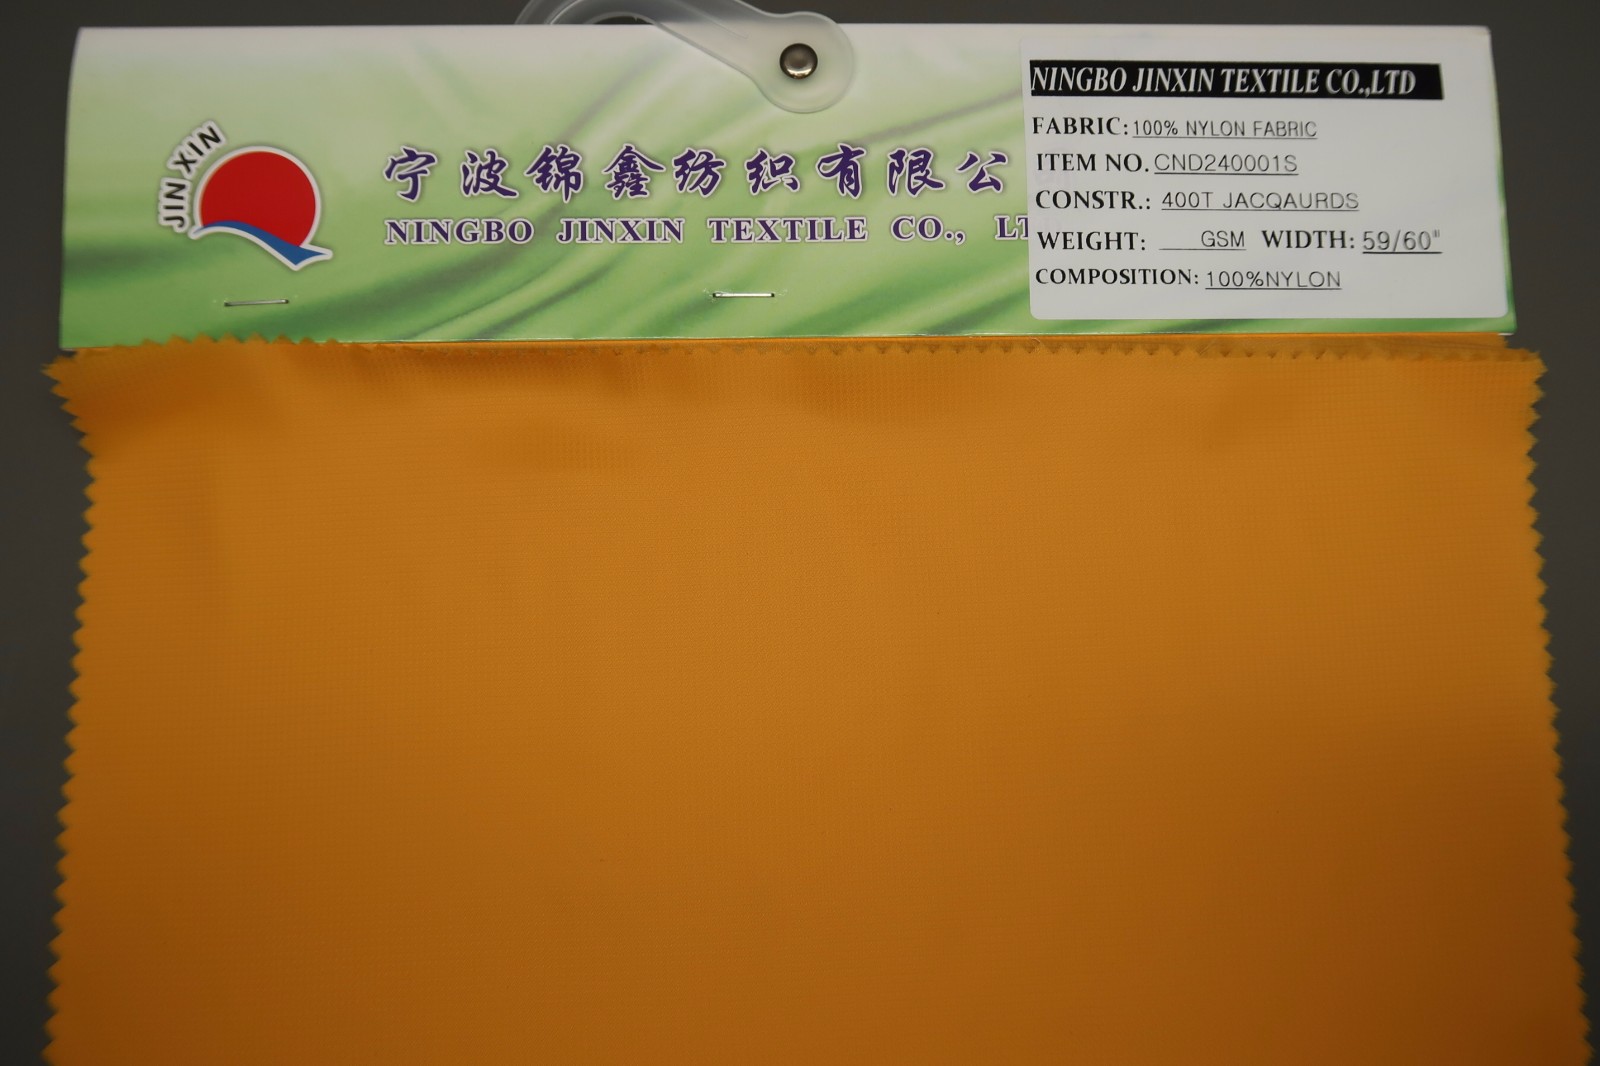 JIN XIN
宁波锦鑫纺织有限公
NINGBO JINXIN TEXTILE CO., LT
NINGBO JINXIN TEXTILE CO.,LTD
FABRIC: 100% NYLON FABRIC
ITEM NO. CND240001S
CONSTR.: 400T JACQAURDS
WEIGHT: ___GSM WIDTH: 59/60"
COMPOSITION: 100%NYLON